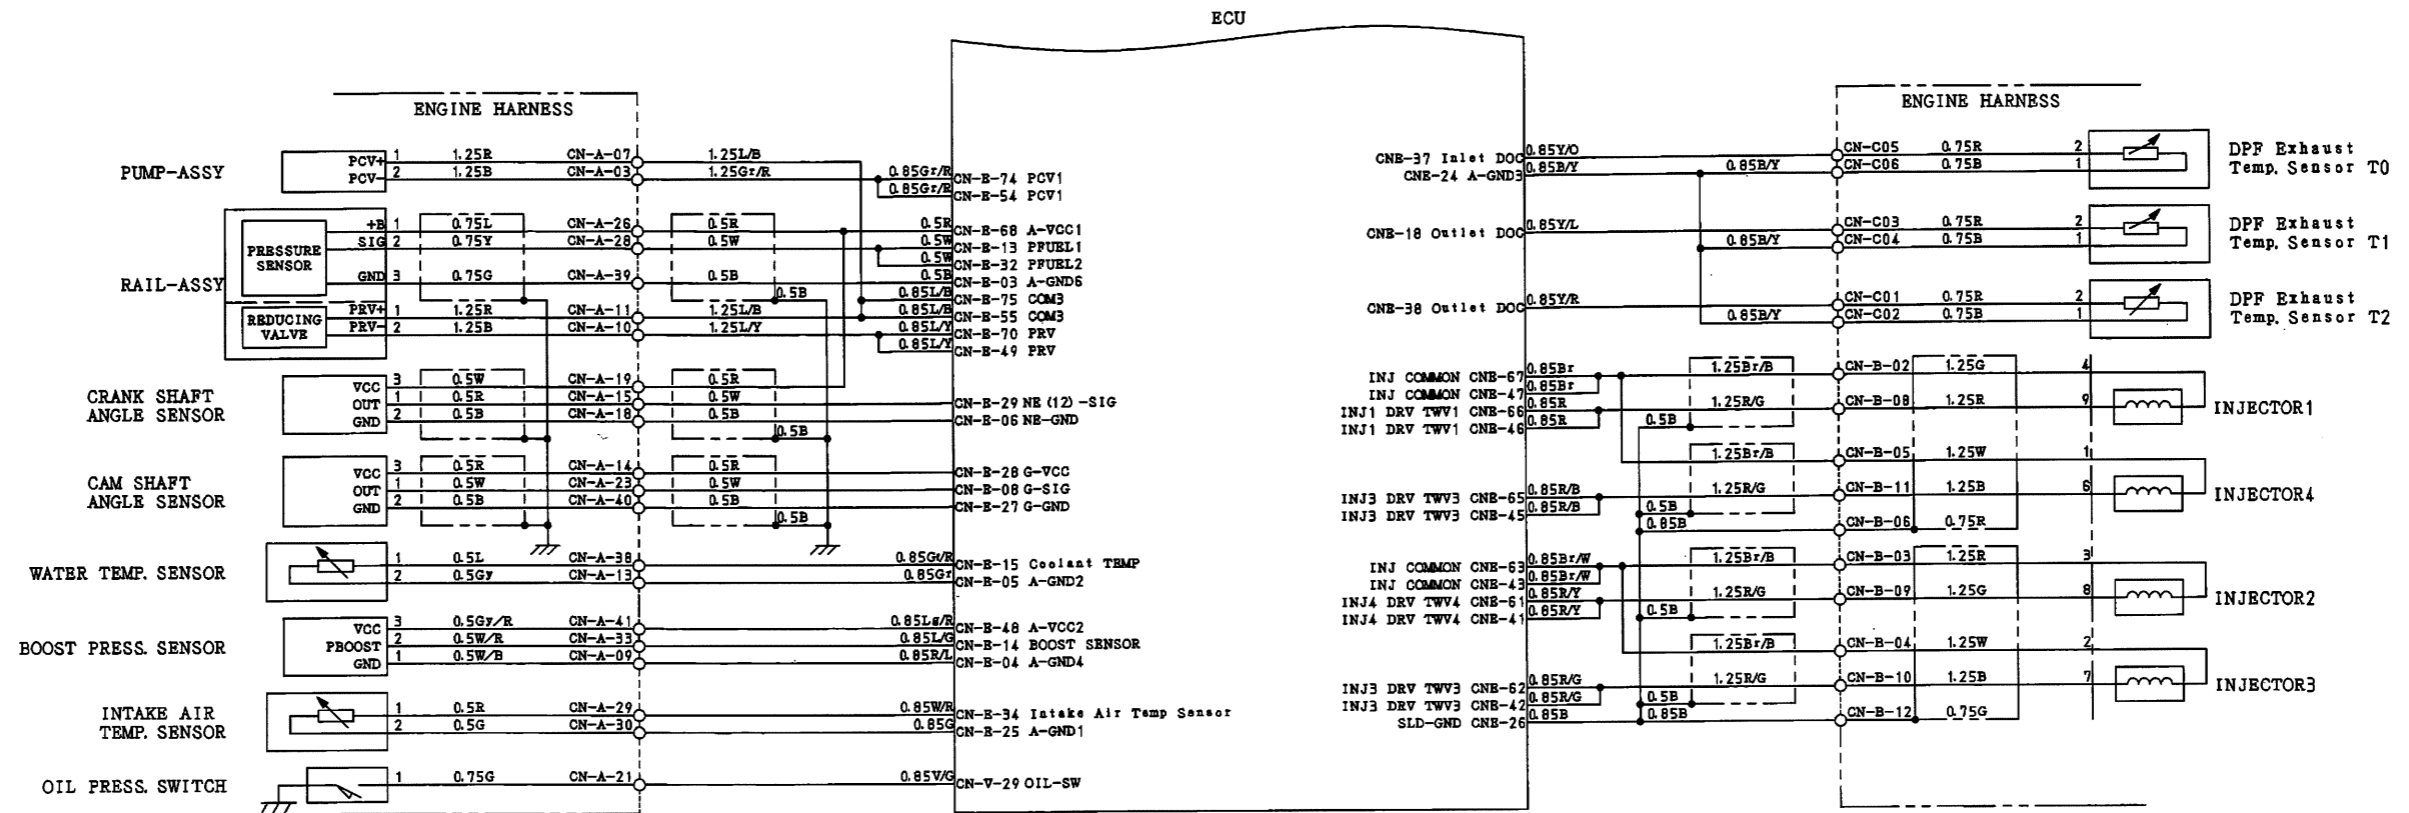 ECU
ENGINE HARNESS
PUMP-ASSY
PCV+ 1 1.25R CN-A-07 1.25L/B
PCV- 2 1.25B CN-A-03 1.25Gr/R 0.85Gr/R CN-E-74 PCV1
0.85Gr/R CN-E-54 PCV1
RAIL-ASSY
PRESSURE SENSOR
+B 1 0.75L CN-A-26 0.5R 0.5R CN-E-68 A-VCC1
SIG 2 0.75Y CN-A-28 0.5W 0.5W CN-E-13 PFUEL1
0.5W CN-E-32 PFUEL2
GND 3 0.75G CN-A-39 0.5B 0.5B CN-E-03 A-GND6
0.5B 0.85L/B CN-E-75 COM3
REDUCING VALVE
PRV+ 1 1.25R CN-A-11 1.25L/B 0.85L/B CN-E-55 COM3
PRV- 2 1.25B CN-A-10 1.25L/Y 0.85L/Y CN-E-70 PRV
0.85L/Y CN-E-49 PRV
CRANK SHAFT
ANGLE SENSOR
VCC 3 0.5W CN-A-19 0.5R
OUT 1 0.5R CN-A-15 0.5W CN-E-29 NE (12) -SIG
GND 2 0.5B CN-A-18 0.5B CN-E-06 NE-GND
0.5B
CAM SHAFT
ANGLE SENSOR
VCC 3 0.5R CN-A-14 0.5R CN-E-28 G-VCC
OUT 1 0.5W CN-A-23 0.5W CN-E-08 G-SIG
GND 2 0.5B CN-A-40 0.5B CN-E-27 G-GND
0.5B
WATER TEMP. SENSOR
1 0.5L CN-A-38 0.85Gr/R CN-E-15 Coolant TEMP
2 0.5Gy CN-A-13 0.85Gr CN-E-05 A-GND2
BOOST PRESS. SENSOR
VCC 3 0.5Gy/R CN-A-41 0.85Lg/R CN-E-48 A-VCC2
PBOOST 2 0.5W/R CN-A-33 0.85L/G CN-E-14 BOOST SENSOR
GND 1 0.5W/B CN-A-09 0.85R/L CN-E-04 A-GND4
INTAKE AIR
TEMP. SENSOR
1 0.5R CN-A-29 0.85W/R CN-E-34 Intake Air Temp Sensor
2 0.5G CN-A-30 0.85G CN-E-25 A-GND1
OIL PRESS. SWITCH
1 0.75G CN-A-21 0.85V/G CN-V-29 OIL-SW
ENGINE HARNESS
CNE-37 Inlet DOC 0.85Y/O CN-C05 0.75R 2
CNE-24 A-GND3 0.85B/Y 0.85B/Y CN-C06 0.75B 1
DPF Exhaust
Temp. Sensor T0
CNE-18 Outlet DOC 0.85Y/L CN-C03 0.75R 2
0.85B/Y CN-C04 0.75B 1
DPF Exhaust
Temp. Sensor T1
CNE-38 Outlet DOC 0.85Y/R CN-C01 0.75R 2
0.85B/Y CN-C02 0.75B 1
DPF Exhaust
Temp. Sensor T2
INJ COMMON CNE-67 0.85Br 1.25Br/B CN-B-02 1.25G 4
INJ COMMON CNE-47 0.85Br
INJ1 DRV TWV1 CNE-66 0.85R 1.25R/G CN-B-08 1.25R 9 INJECTOR1
INJ1 DRV TWV1 CNE-46 0.85R 0.5B
1.25Br/B CN-B-05 1.25W 1
INJ3 DRV TWV3 CNE-65 0.85R/B 1.25R/G CN-B-11 1.25B 6 INJECTOR4
INJ3 DRV TWV3 CNE-45 0.85R/B 0.5B
0.85B CN-B-06 0.75R
INJ COMMON CNE-63 0.85Br/W 1.25Br/B CN-B-03 1.25R 3
INJ COMMON CNE-43 0.85Br/W
INJ4 DRV TWV4 CNE-61 0.85R/Y 1.25R/G CN-B-09 1.25G 8 INJECTOR2
INJ4 DRV TWV4 CNE-41 0.85R/Y 0.5B
1.25Br/B CN-B-04 1.25W 2
INJ3 DRV TWV3 CNE-62 0.85R/G 1.25R/G CN-B-10 1.25B 7 INJECTOR3
INJ3 DRV TWV3 CNE-42 0.85R/G 0.5B
SLD-GND CNE-26 0.85B 0.85B CN-B-12 0.75G